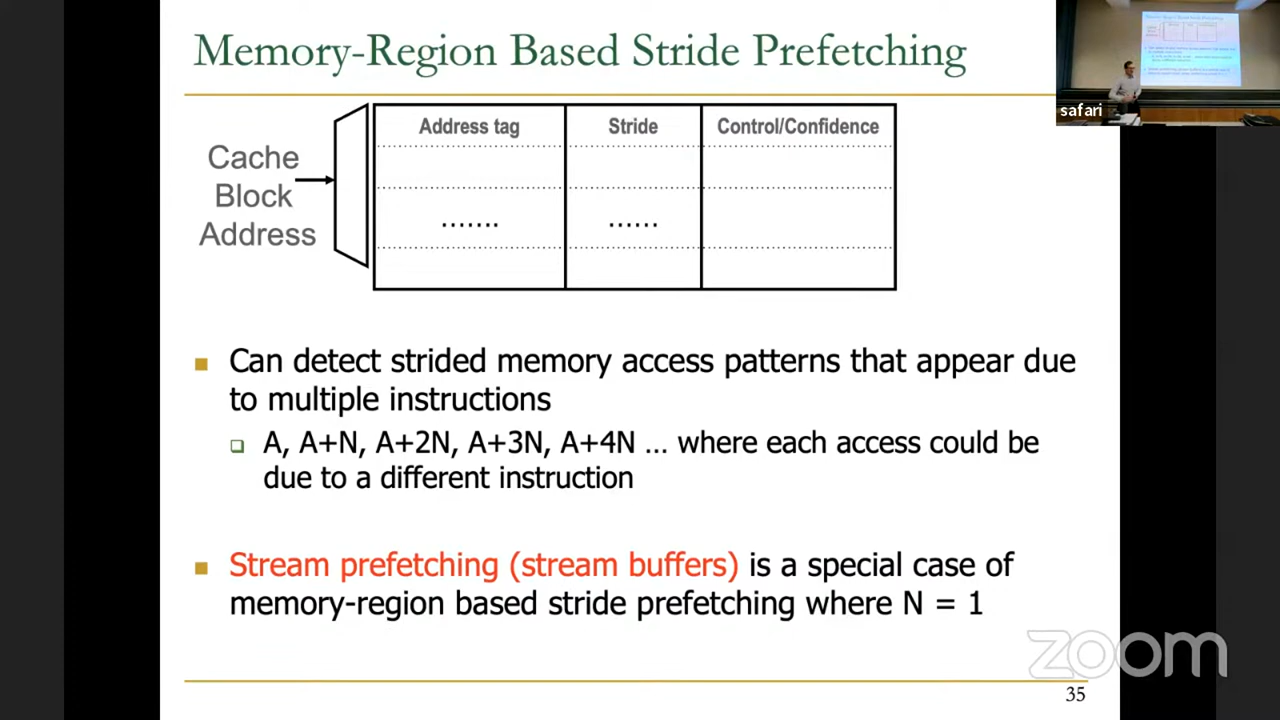 Memory-Region Based Stride Prefetching
safari
Cache
Block
Address
Address tag
Stride
Control/Confidence
.......
......
■ Can detect strided memory access patterns that appear due
to multiple instructions
❑ A, A+N, A+2N, A+3N, A+4N … where each access could be
due to a different instruction
■ Stream prefetching (stream buffers) is a special case of
memory-region based stride prefetching where N = 1
zoom
35